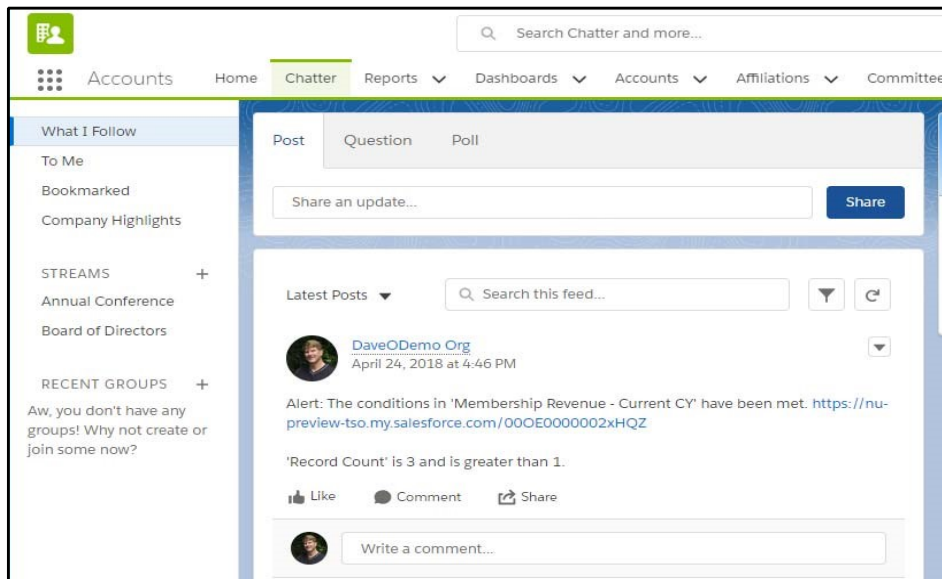 Search Chatter and more...
Accounts Home Chatter Reports Dashboards Accounts Affiliations Committee
What I Follow
To Me
Bookmarked
Company Highlights
STREAMS +
Annual Conference
Board of Directors
RECENT GROUPS +
Aw, you don't have any
groups! Why not create or
join some now?
Post Question Poll
Share an update... Share
Latest Posts Search this feed...
DaveODemo Org
April 24, 2018 at 4:46 PM
Alert: The conditions in 'Membership Revenue - Current CY' have been met. https://nu-
preview-tso.my.salesforce.com/00OE0000002xHQZ
'Record Count' is 3 and is greater than 1.
Like Comment Share
Write a comment...